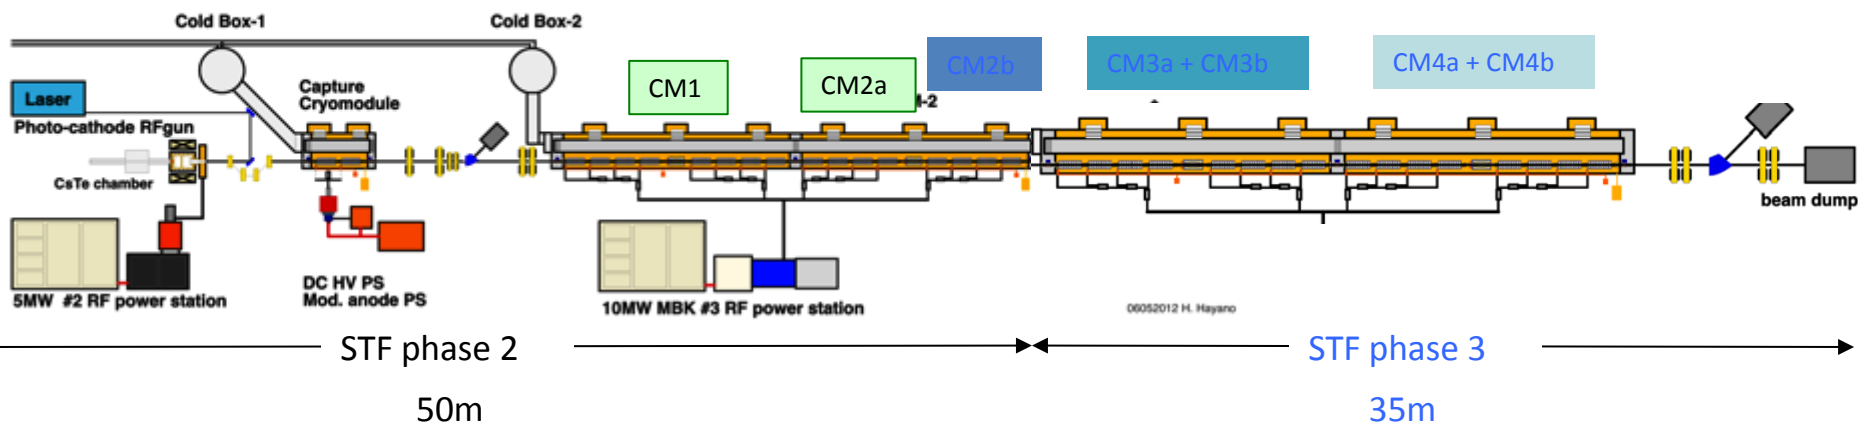 Cold Box-1
Cold Box-2
CM1
CM2a
CM2b
CM3a + CM3b
CM4a + CM4b
Laser
Capture
Cryomodule
-2
Photo-cathode RFgun
CsTe chamber
beam dump
DC HV PS
Mod. anode PS
5MW #2 RF power station
10MW MBK #3 RF power station
06052012 H. Hayano
STF phase 2
STF phase 3
50m
35m